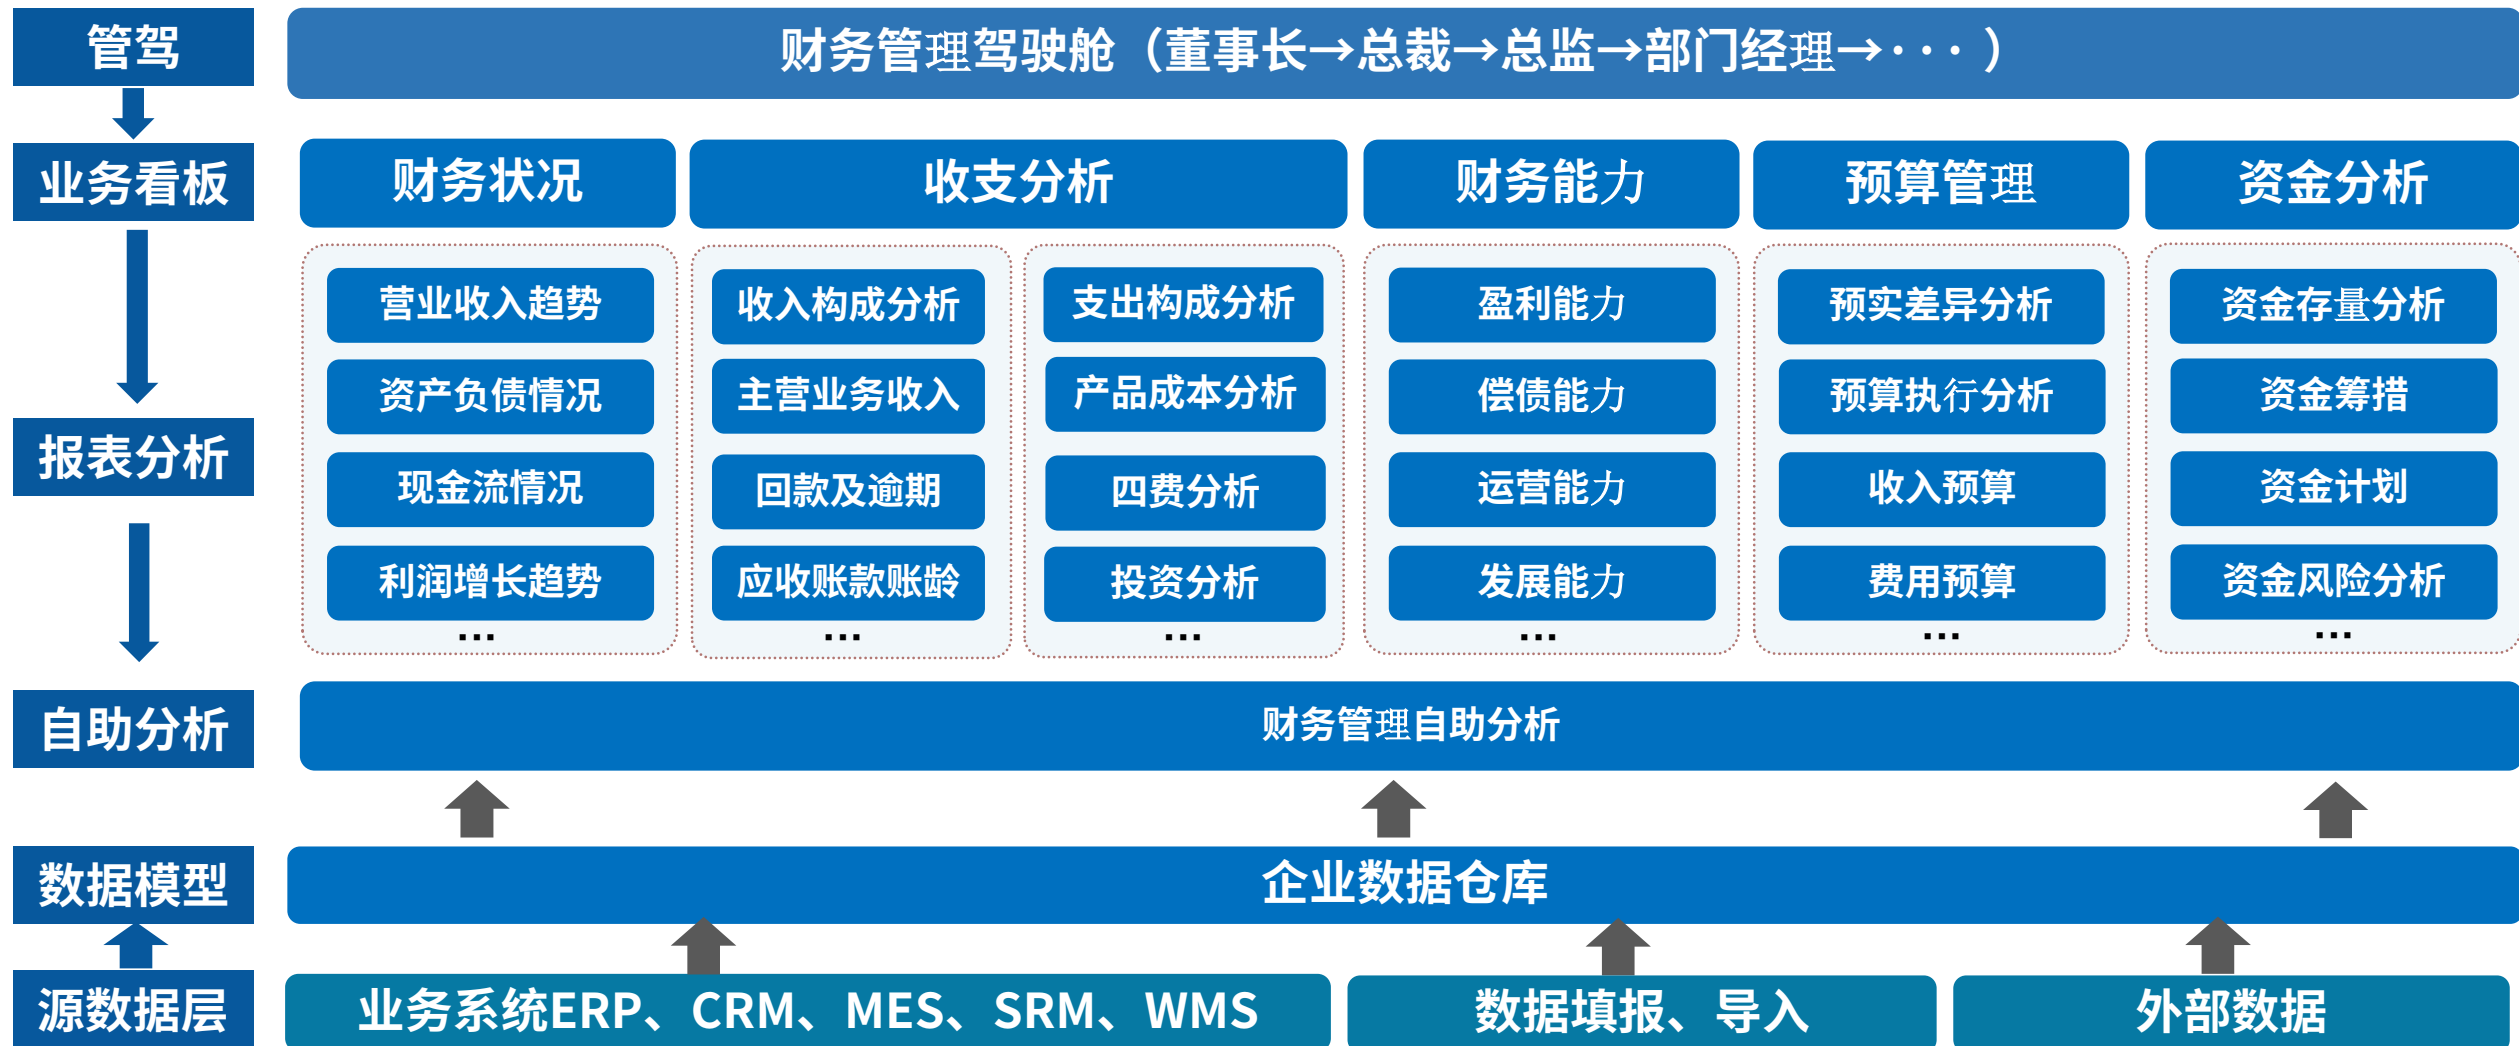 管驾
财务管理驾驶舱（董事长→总裁→总监→部门经理→···）
业务看板
财务状况
收支分析
财务能力
预算管理
资金分析
营业收入趋势
收入构成分析
支出构成分析
盈利能力
预实差异分析
资金存量分析
资产负债情况
主营业务收入
产品成本分析
偿债能力
预算执行分析
资金筹措
报表分析
现金流情况
回款及逾期
四费分析
运营能力
收入预算
资金计划
利润增长趋势
应收账款账龄
投资分析
发展能力
费用预算
资金风险分析
...
...
...
...
...
...
自助分析
财务管理自助分析
数据模型
企业数据仓库
源数据层
业务系统ERP、CRM、MES、SRM、WMS
数据填报、导入
外部数据